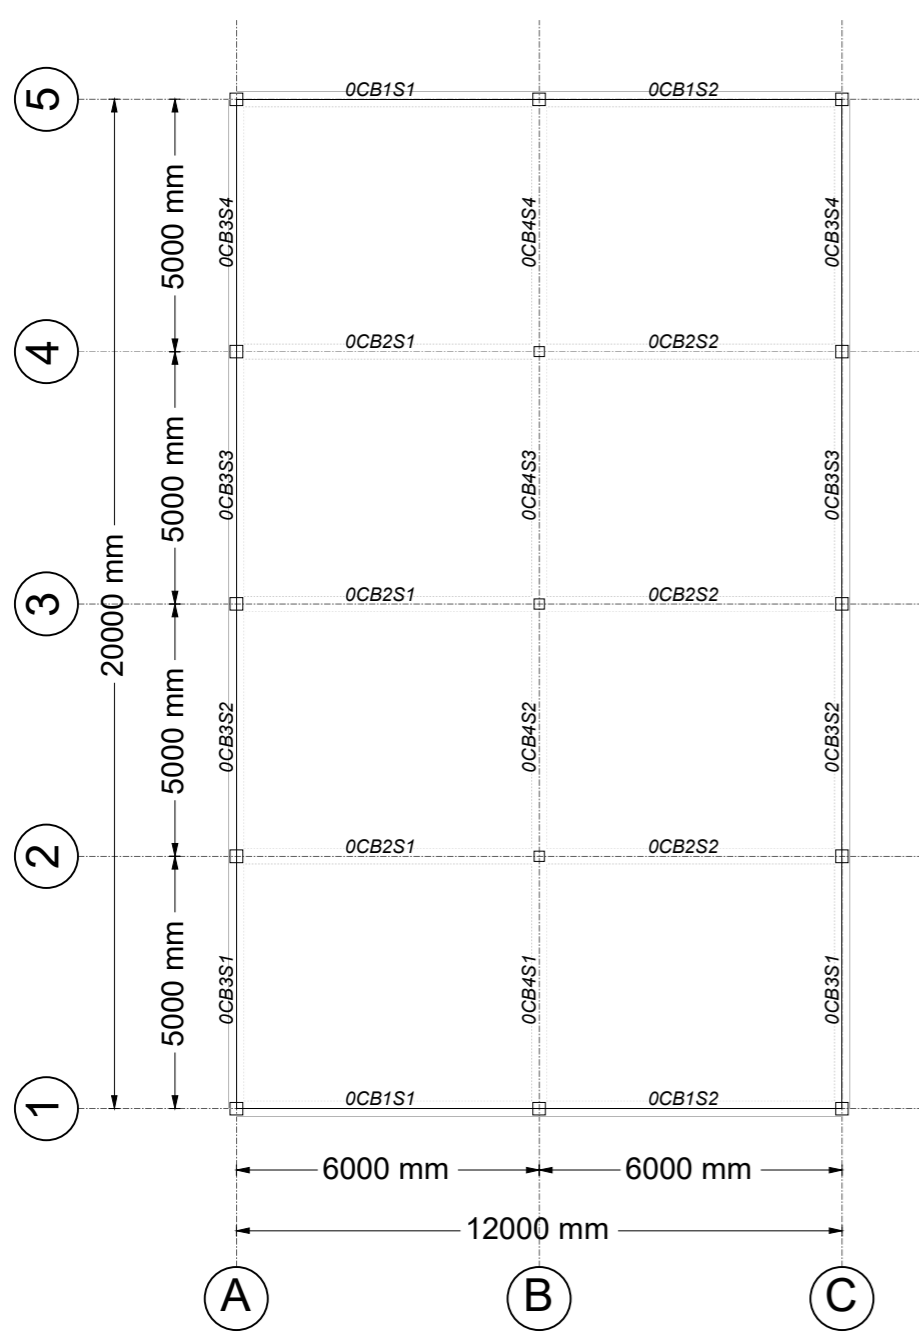 5
0CB1S1 0CB1S2
5000 mm
0CB3S4
0CB4S4
0CB3S4
4
0CB2S1 0CB2S2
5000 mm
0CB3S3
0CB4S3
0CB3S3
3
0CB2S1 0CB2S2
20000 mm
5000 mm
0CB3S2
0CB4S2
0CB3S2
2
0CB2S1 0CB2S2
5000 mm
0CB3S1
0CB4S1
0CB3S1
1
0CB1S1 0CB1S2
6000 mm 6000 mm
12000 mm
A B C